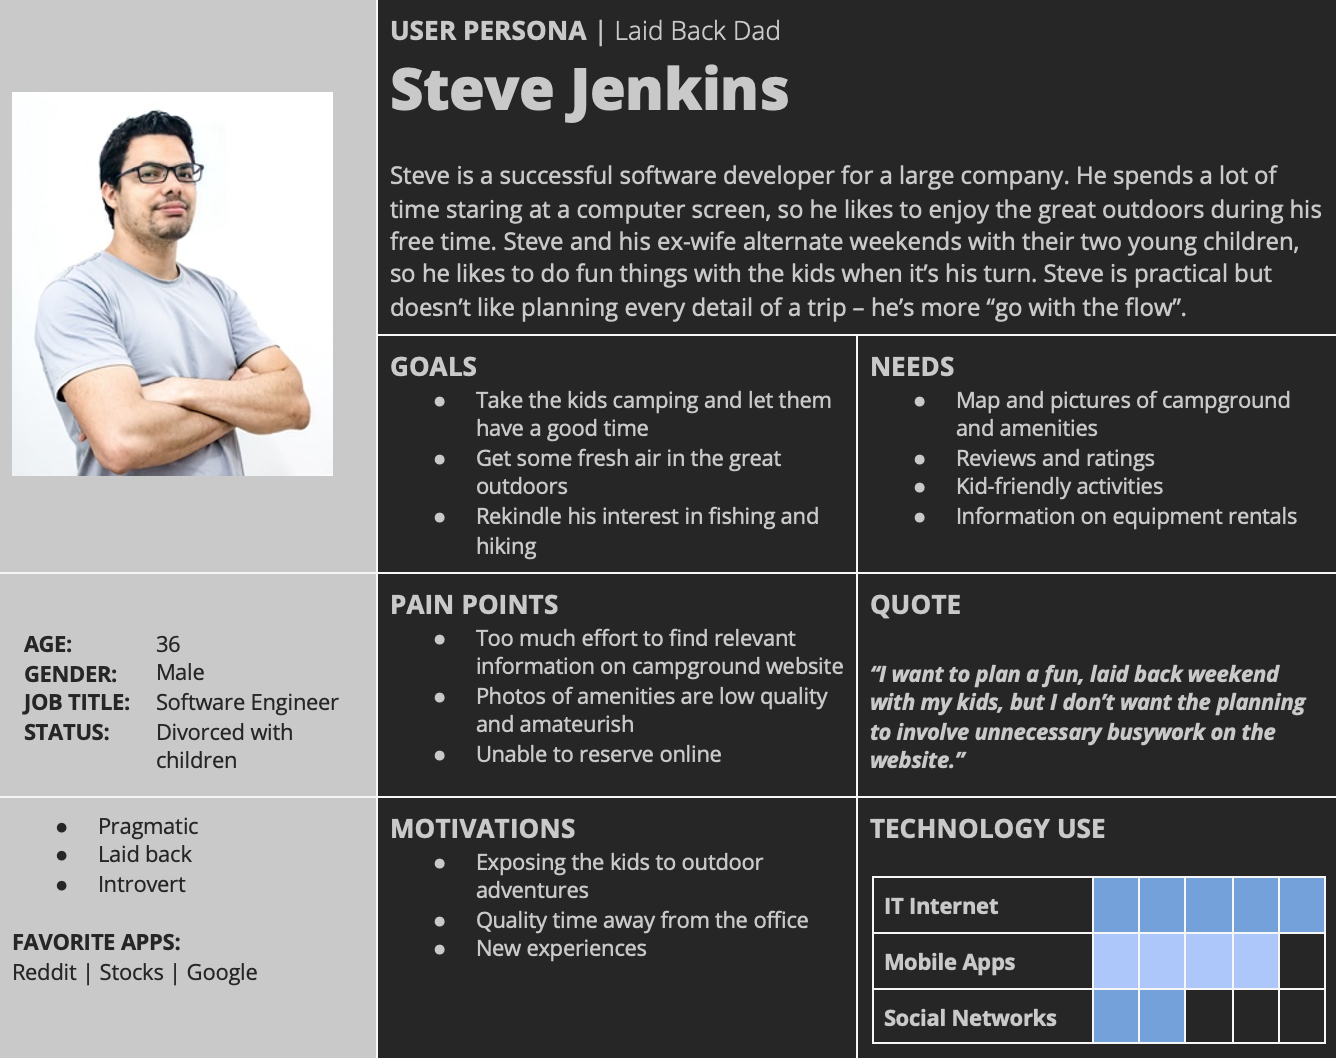 USER PERSONA | Laid Back Dad
Steve Jenkins
Steve is a successful software developer for a large company. He spends a lot of
time staring at a computer screen, so he likes to enjoy the great outdoors during his
free time. Steve and his ex-wife alternate weekends with their two young children,
so he likes to do fun things with the kids when it’s his turn. Steve is practical but
doesn’t like planning every detail of a trip – he’s more “go with the flow”.
GOALS
● Take the kids camping and let them
have a good time
● Get some fresh air in the great
outdoors
● Rekindle his interest in fishing and
hiking
NEEDS
● Map and pictures of campground
and amenities
● Reviews and ratings
● Kid-friendly activities
● Information on equipment rentals
AGE: 36
GENDER: Male
JOB TITLE: Software Engineer
STATUS: Divorced with
children
PAIN POINTS
● Too much effort to find relevant
information on campground website
● Photos of amenities are low quality
and amateurish
● Unable to reserve online
QUOTE
“I want to plan a fun, laid back weekend
with my kids, but I don’t want the planning
to involve unnecessary busywork on the
website.”
● Pragmatic
● Laid back
● Introvert
FAVORITE APPS:
Reddit | Stocks | Google
MOTIVATIONS
● Exposing the kids to outdoor
adventures
● Quality time away from the office
● New experiences
TECHNOLOGY USE
IT Internet
Mobile Apps
Social Networks